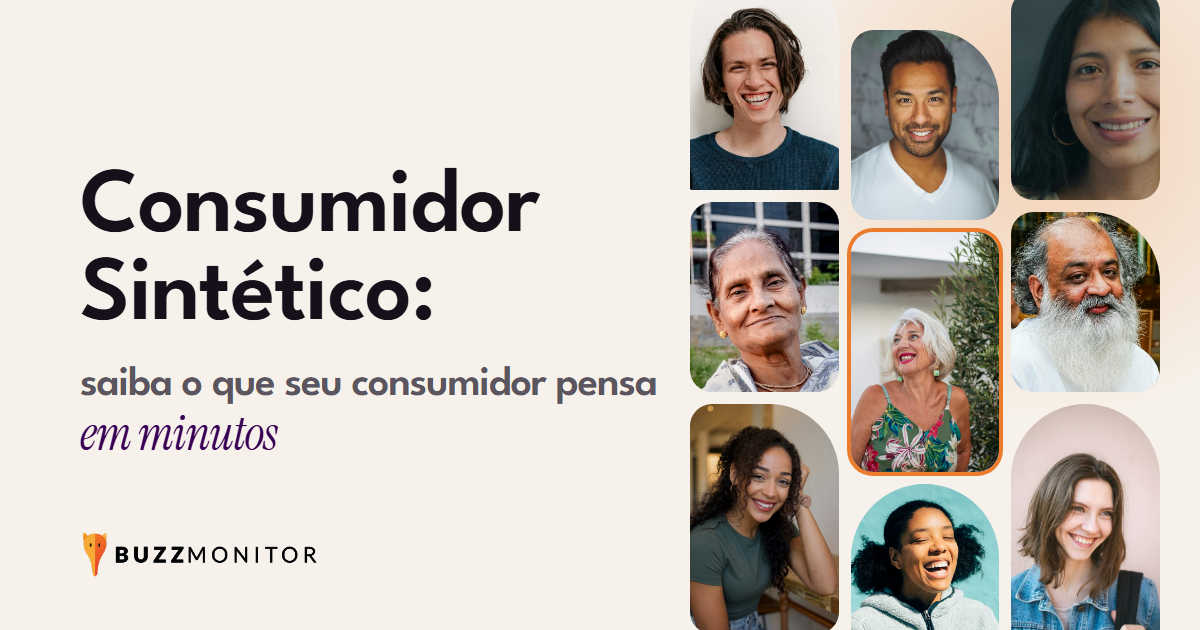 Consumidor
Sintético:
saiba o que seu consumidor pensa
em minutos
BUZZMONITOR